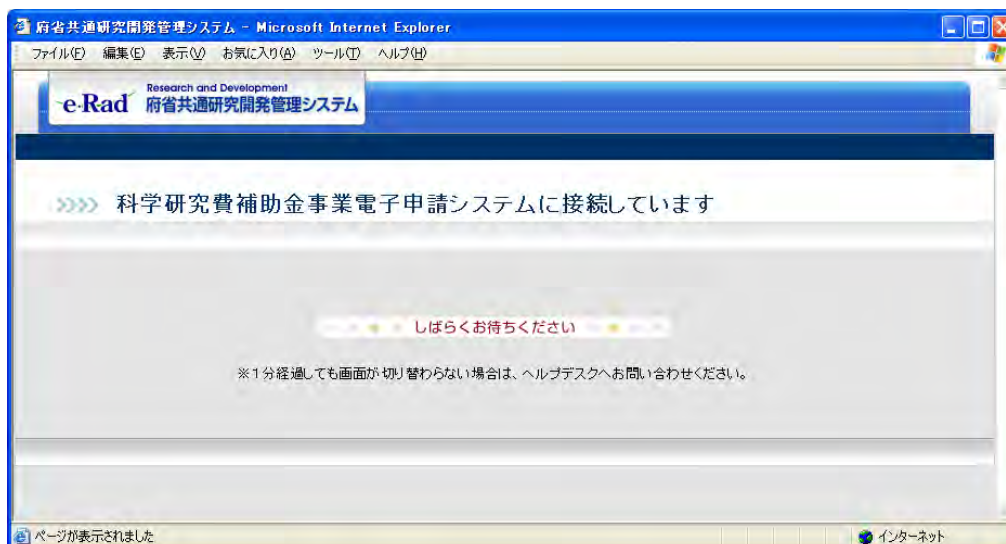 府省共通研究開発管理システム - Microsoft Internet Explorer
ファイル(F) 編集(E) 表示(V) お気に入り(A) ツール(T) ヘルプ(H)
Research and Development
e-Rad 府省共通研究開発管理システム
>>>> 科学研究費補助金事業電子申請システムに接続しています
しばらくお待ちください
※1分経過しても画面が切り替わらない場合は、ヘルプデスクへお問い合わせください。
ページが表示されました インターネット